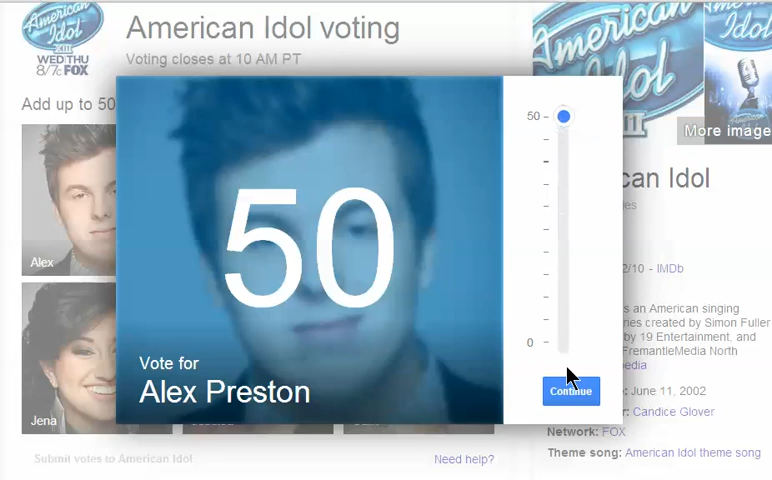 American
Idol
XIII
WED THU
8/7c FOX
American Idol voting
Voting closes at 10 AM PT
Add up to 50
Alex
Jena
50
Vote for
Alex Preston
50
0
Continue
Submit votes to American Idol
Need help?
American
Idol
More image
can Idol
es
2/10 - IMDb
s an American singing
ries created by Simon Fuller
by 19 Entertainment, and
FremantleMedia North
edia
: June 11, 2002
r: Candice Glover
Network: FOX
Theme song: American Idol theme song